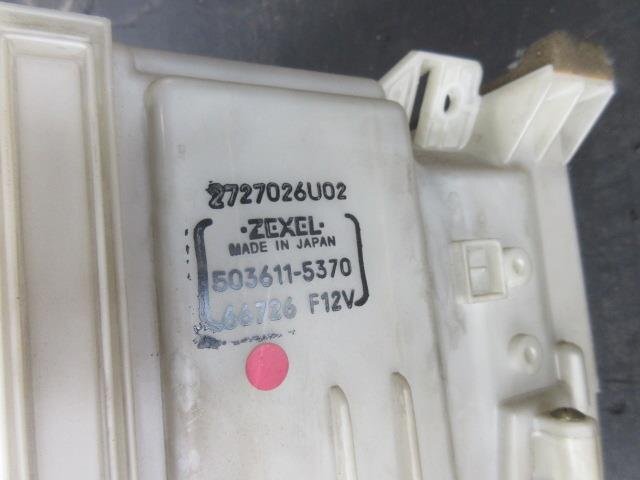 2727026U02
·ZEXEL·
MADE IN JAPAN
503611-5370
66726 F12V